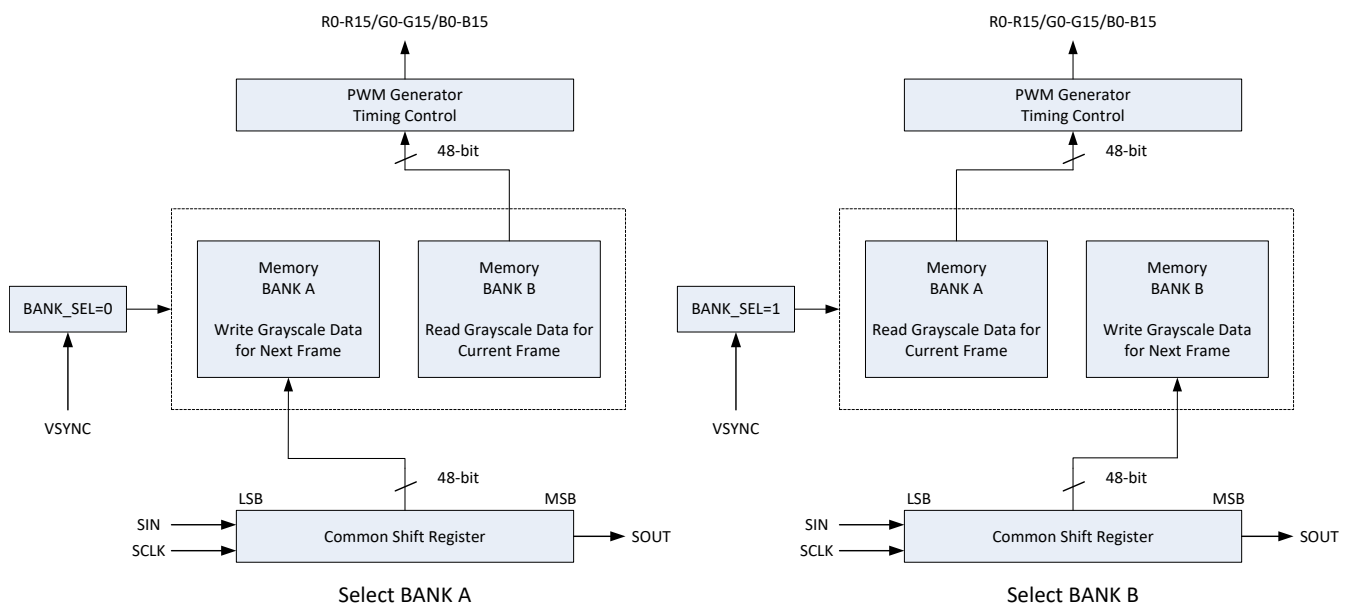 R0-R15/G0-G15/B0-B15
PWM Generator
Timing Control
48-bit
Memory
BANK A
Write Grayscale Data
for Next Frame
Memory
BANK B
Read Grayscale Data for
Current Frame
BANK_SEL=0
VSYNC
48-bit
LSB
MSB
SIN
SCLK
Common Shift Register
SOUT
Select BANK A
R0-R15/G0-G15/B0-B15
PWM Generator
Timing Control
48-bit
Memory
BANK A
Read Grayscale Data for
Current Frame
Memory
BANK B
Write Grayscale Data
for Next Frame
BANK_SEL=1
VSYNC
48-bit
LSB
MSB
SIN
SCLK
Common Shift Register
SOUT
Select BANK B